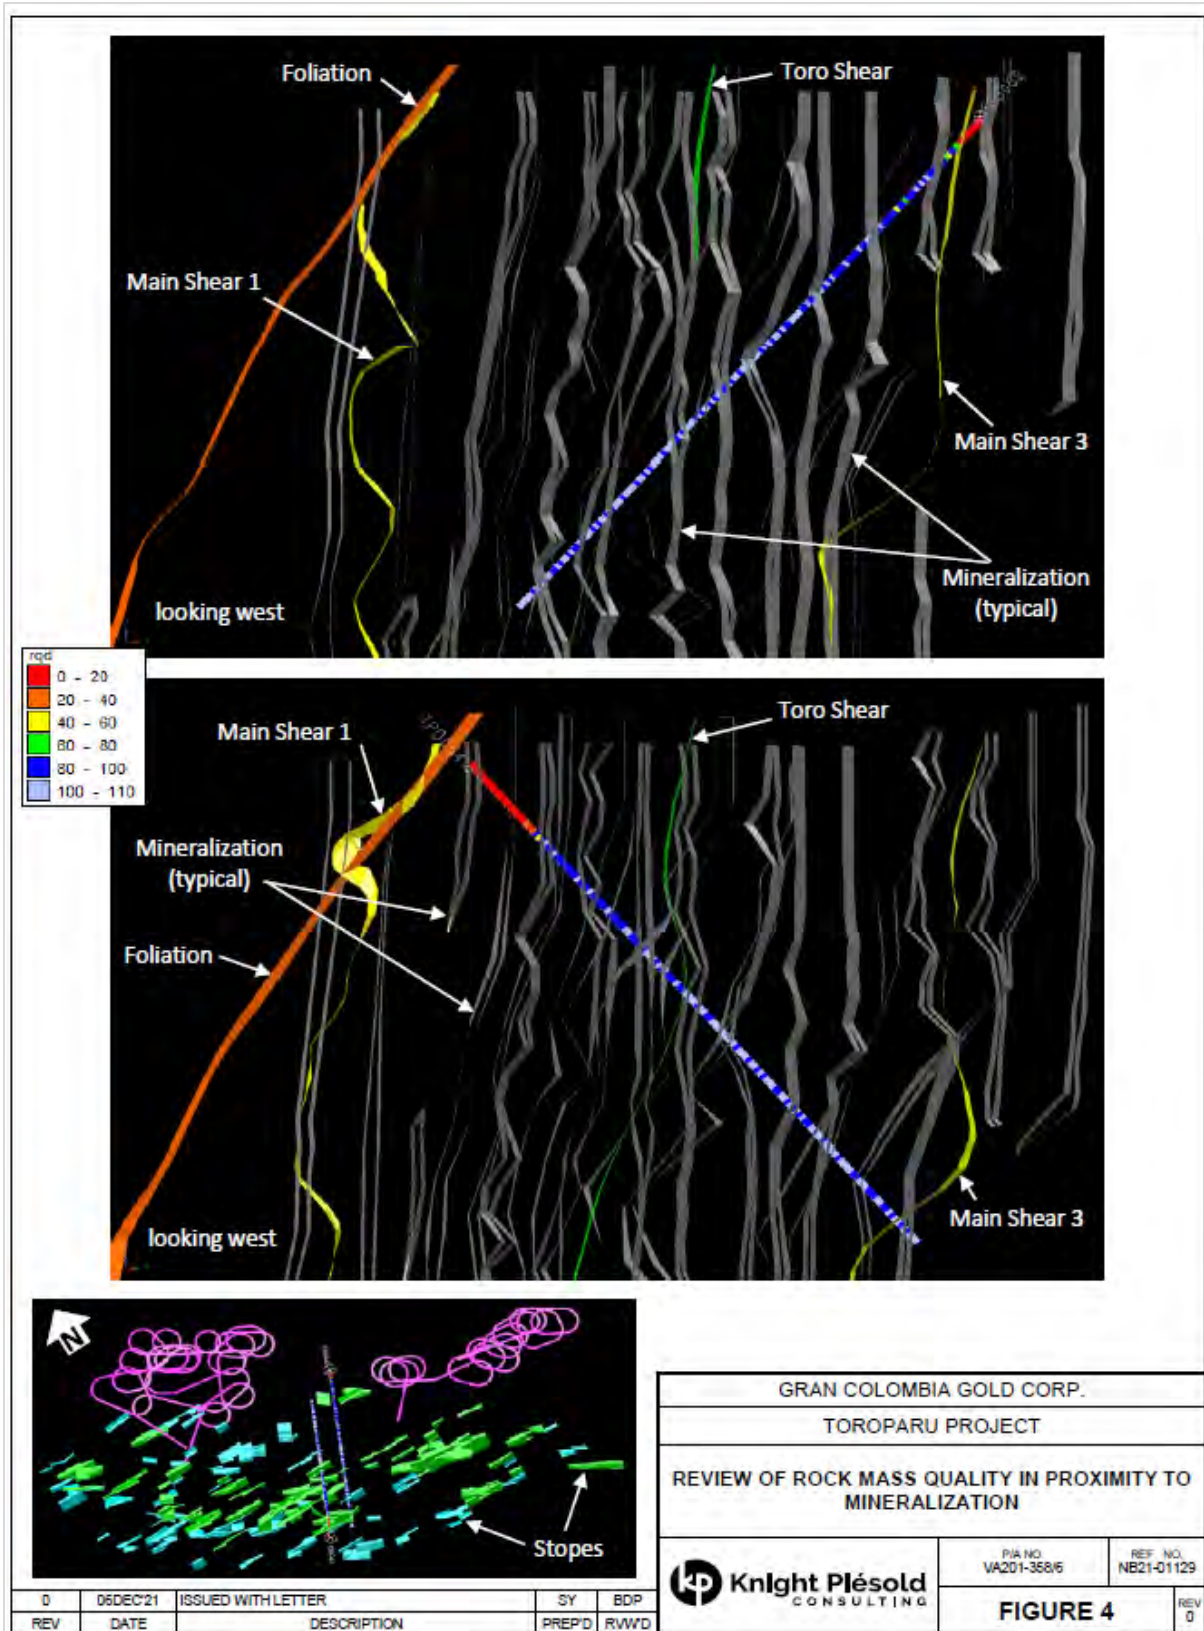 Foliation
Toro Shear
Main Shear 1
Main Shear 3
Mineralization
(typical)
looking west
rqd
0 - 20
20 - 40
40 - 60
60 - 80
80 - 100
100 - 110
Main Shear 1
Toro Shear
Mineralization
(typical)
Foliation
Main Shear 3
looking west
N
Stopes
GRAN COLOMBIA GOLD CORP.
TOROPARU PROJECT
REVIEW OF ROCK MASS QUALITY IN PROXIMITY TO
MINERALIZATION
kp Knight Piésold
CONSULTING
P/A NO.
VA201-358/6
REF. NO.
NB21-01129
FIGURE 4
REV
0
0 06DEC'21 ISSUED WITH LETTER SY BDP
REV DATE DESCRIPTION PREP'D RVW'D